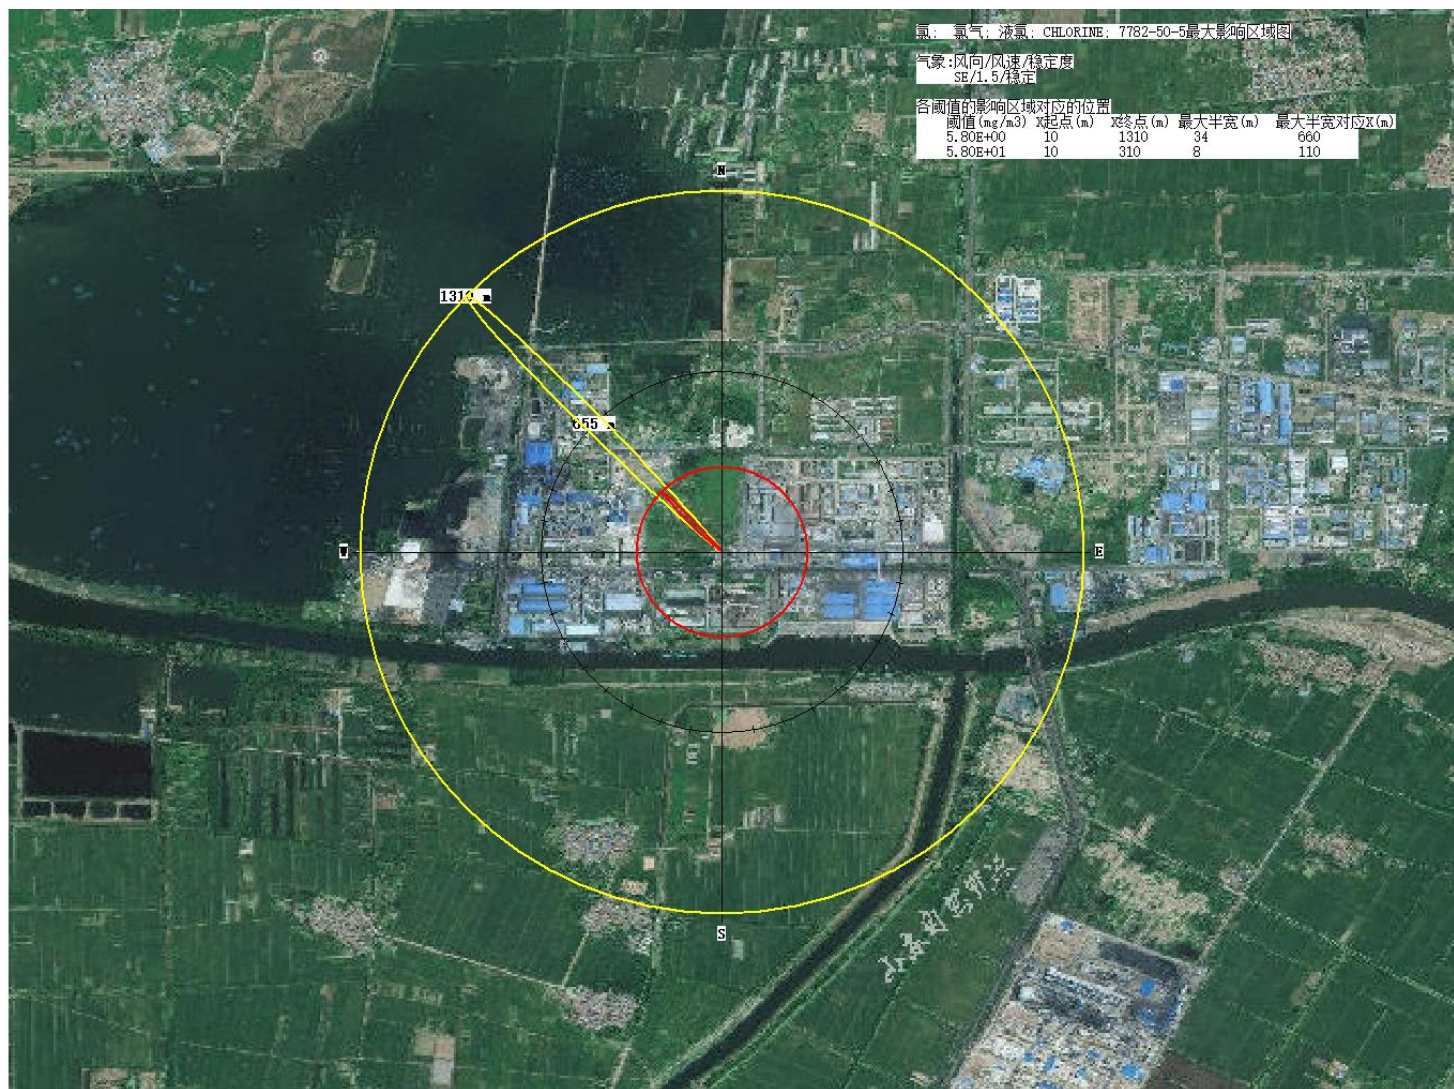 氯; 氯气; 液氯; CHLORINE; 7782-50-5最大影响区域图
气象:风向/风速/稳定度
SE/1.5/稳定
各阈值的影响区域对应的位置
阈值(mg/m3) X起点(m) X终点(m) 最大半宽(m) 最大半宽对应X(m)
5.80E+00 10 1310 34 660
5.80E+01 10 310 8 110
N
1310 m
655 m
W
E
S